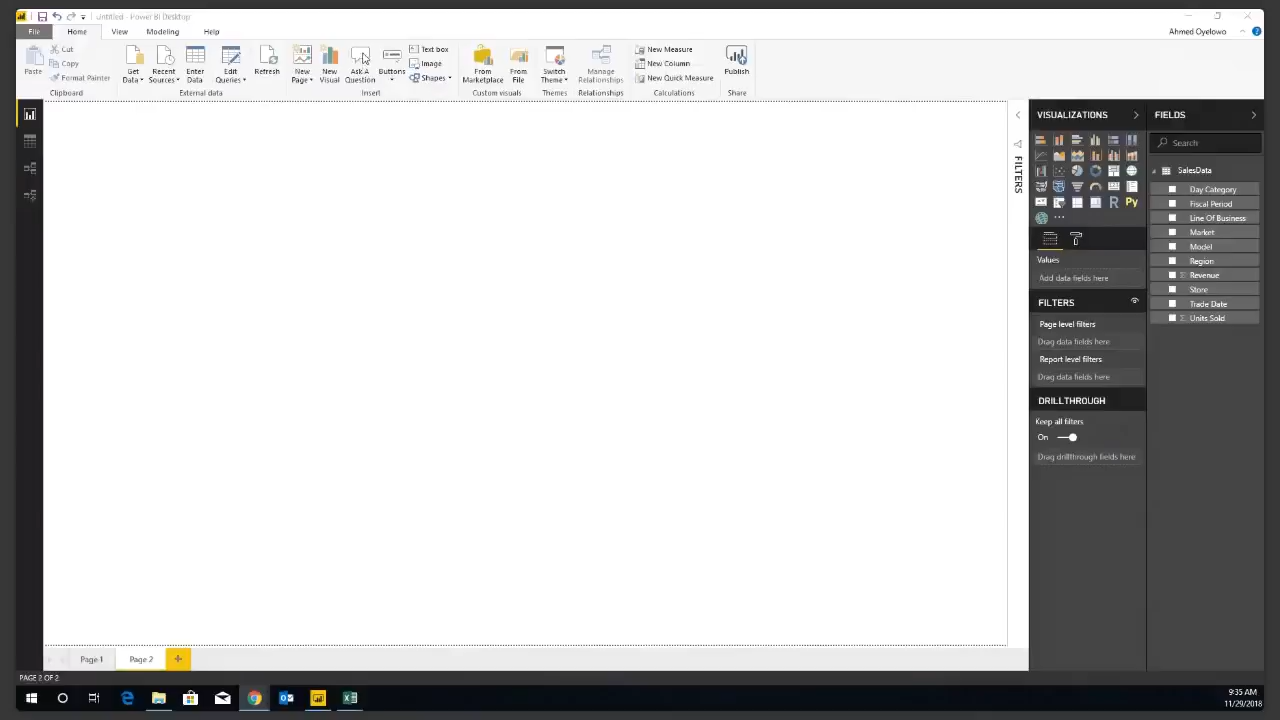 Untitled - Power BI Desktop
File Home View Modeling Help
Ahmed Oyelowo
Paste
Cut
Copy
Format Painter
Clipboard
Get Data
Recent Sources
Enter Data
Edit Queries
Refresh
External data
New Page
New Visual
Ask A Question
Buttons
Text box
Image
Shapes
Insert
From Marketplace
From File
Custom visuals
Switch Theme
Themes
Manage Relationships
Relationships
New Measure
New Column
New Quick Measure
Calculations
Publish
Share
FILTERS
VISUALIZATIONS
R Py
Values
Add data fields here
FILTERS
Page level filters
Drag data fields here
Report level filters
Drag data fields here
DRILLTHROUGH
Keep all filters
On
Drag drillthrough fields here
FIELDS
Search
SalesData
Day Category
Fiscal Period
Line Of Business
Market
Model
Region
Σ Revenue
Store
Trade Date
Σ Units Sold
Page 1 Page 2 +
PAGE 2 OF 2
9:35 AM
11/29/2018